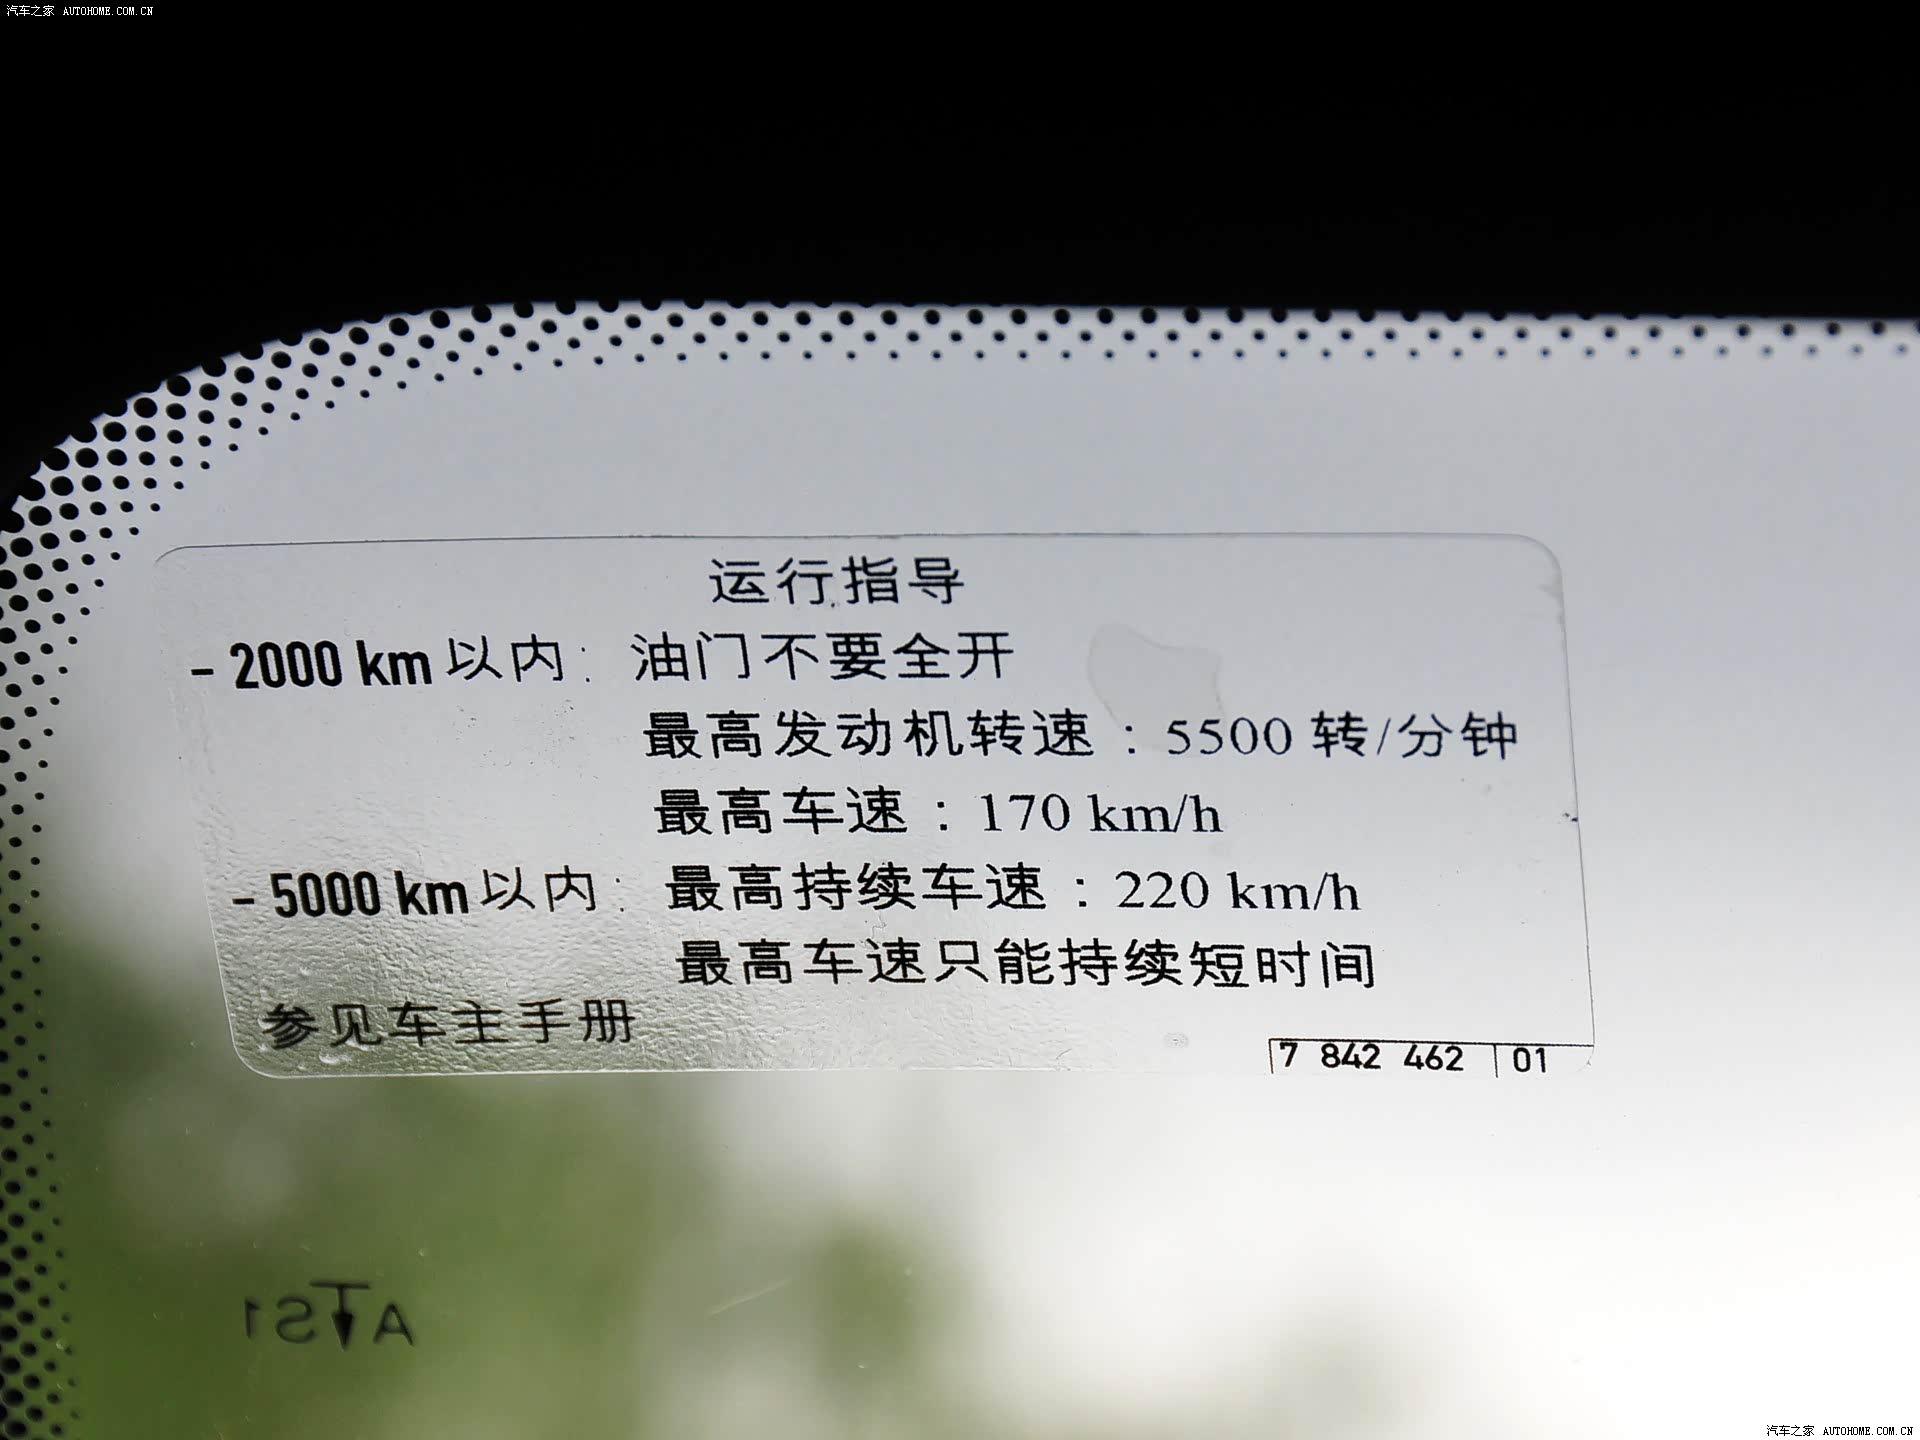 汽车之家 AUTOHOME.COM.CN
运行指导
- 2000 km 以内: 油门不要全开
最高发动机转速:5500 转/分钟
最高车速:170 km/h
- 5000 km 以内: 最高持续车速:220 km/h
最高车速只能持续短时间
参见车主手册
7 842 462 01
AS1
汽车之家 AUTOHOME.COM.CN